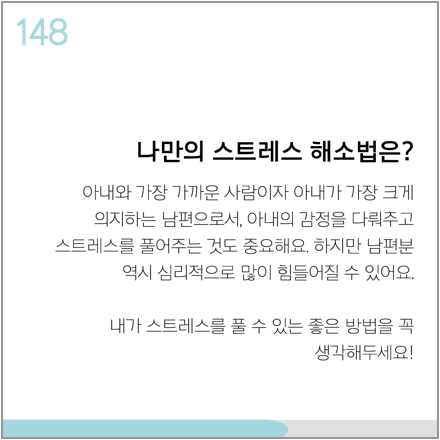 148
나만의 스트레스 해소법은?
아내와 가장 가까운 사람이자 아내가 가장 크게
의지하는 남편으로서, 아내의 감정을 다뤄주고
스트레스를 풀어주는 것도 중요해요. 하지만 남편분
역시 심리적으로 많이 힘들어질 수 있어요.
내가 스트레스를 풀 수 있는 좋은 방법을 꼭
생각해두세요!